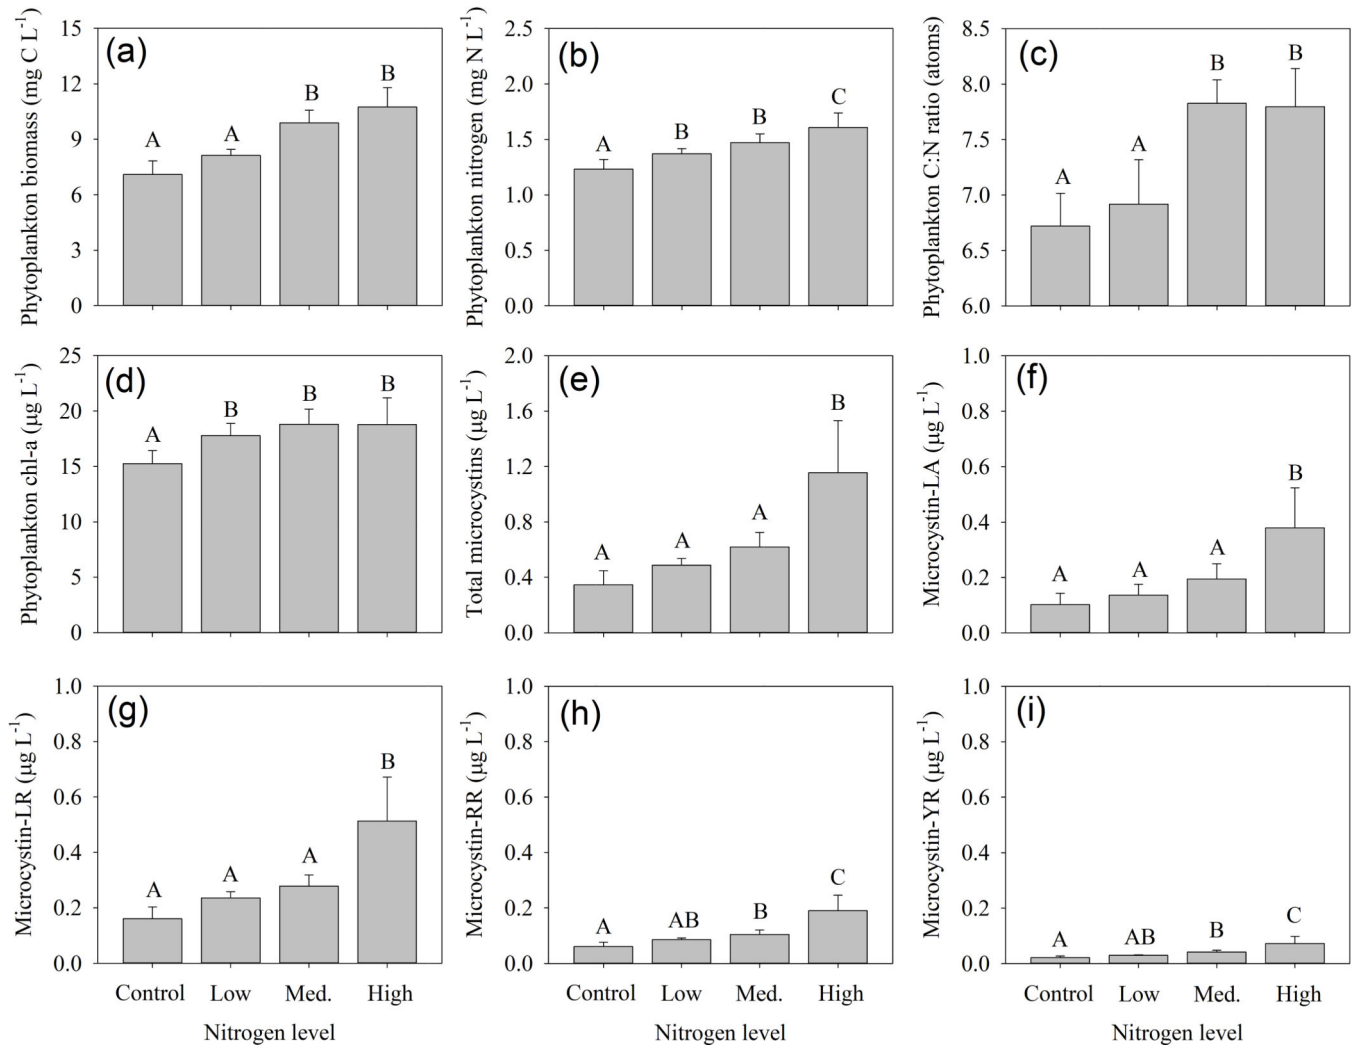 (a)
Phytoplankton biomass (mg C L⁻¹)
15
12
9
6
3
0
A
A
B
B
(b)
Phytoplankton nitrogen (mg N L⁻¹)
2.5
2.0
1.5
1.0
0.5
0.0
A
B
B
C
(c)
Phytoplankton C:N ratio (atoms)
8.5
8.0
7.5
7.0
6.5
6.0
A
A
B
B
(d)
Phytoplankton chl-a (µg L⁻¹)
25
20
15
10
5
0
A
B
B
B
(e)
Total microcystins (µg L⁻¹)
2.0
1.6
1.2
0.8
0.4
0.0
A
A
A
B
(f)
Microcystin-LA (µg L⁻¹)
1.0
0.8
0.6
0.4
0.2
0.0
A
A
A
B
(g)
Microcystin-LR (µg L⁻¹)
1.0
0.8
0.6
0.4
0.2
0.0
A
A
A
B
Control Low Med. High
Nitrogen level
(h)
Microcystin-RR (µg L⁻¹)
1.0
0.8
0.6
0.4
0.2
0.0
A
AB
B
C
Control Low Med. High
Nitrogen level
(i)
Microcystin-YR (µg L⁻¹)
1.0
0.8
0.6
0.4
0.2
0.0
A
AB
B
C
Control Low Med. High
Nitrogen level